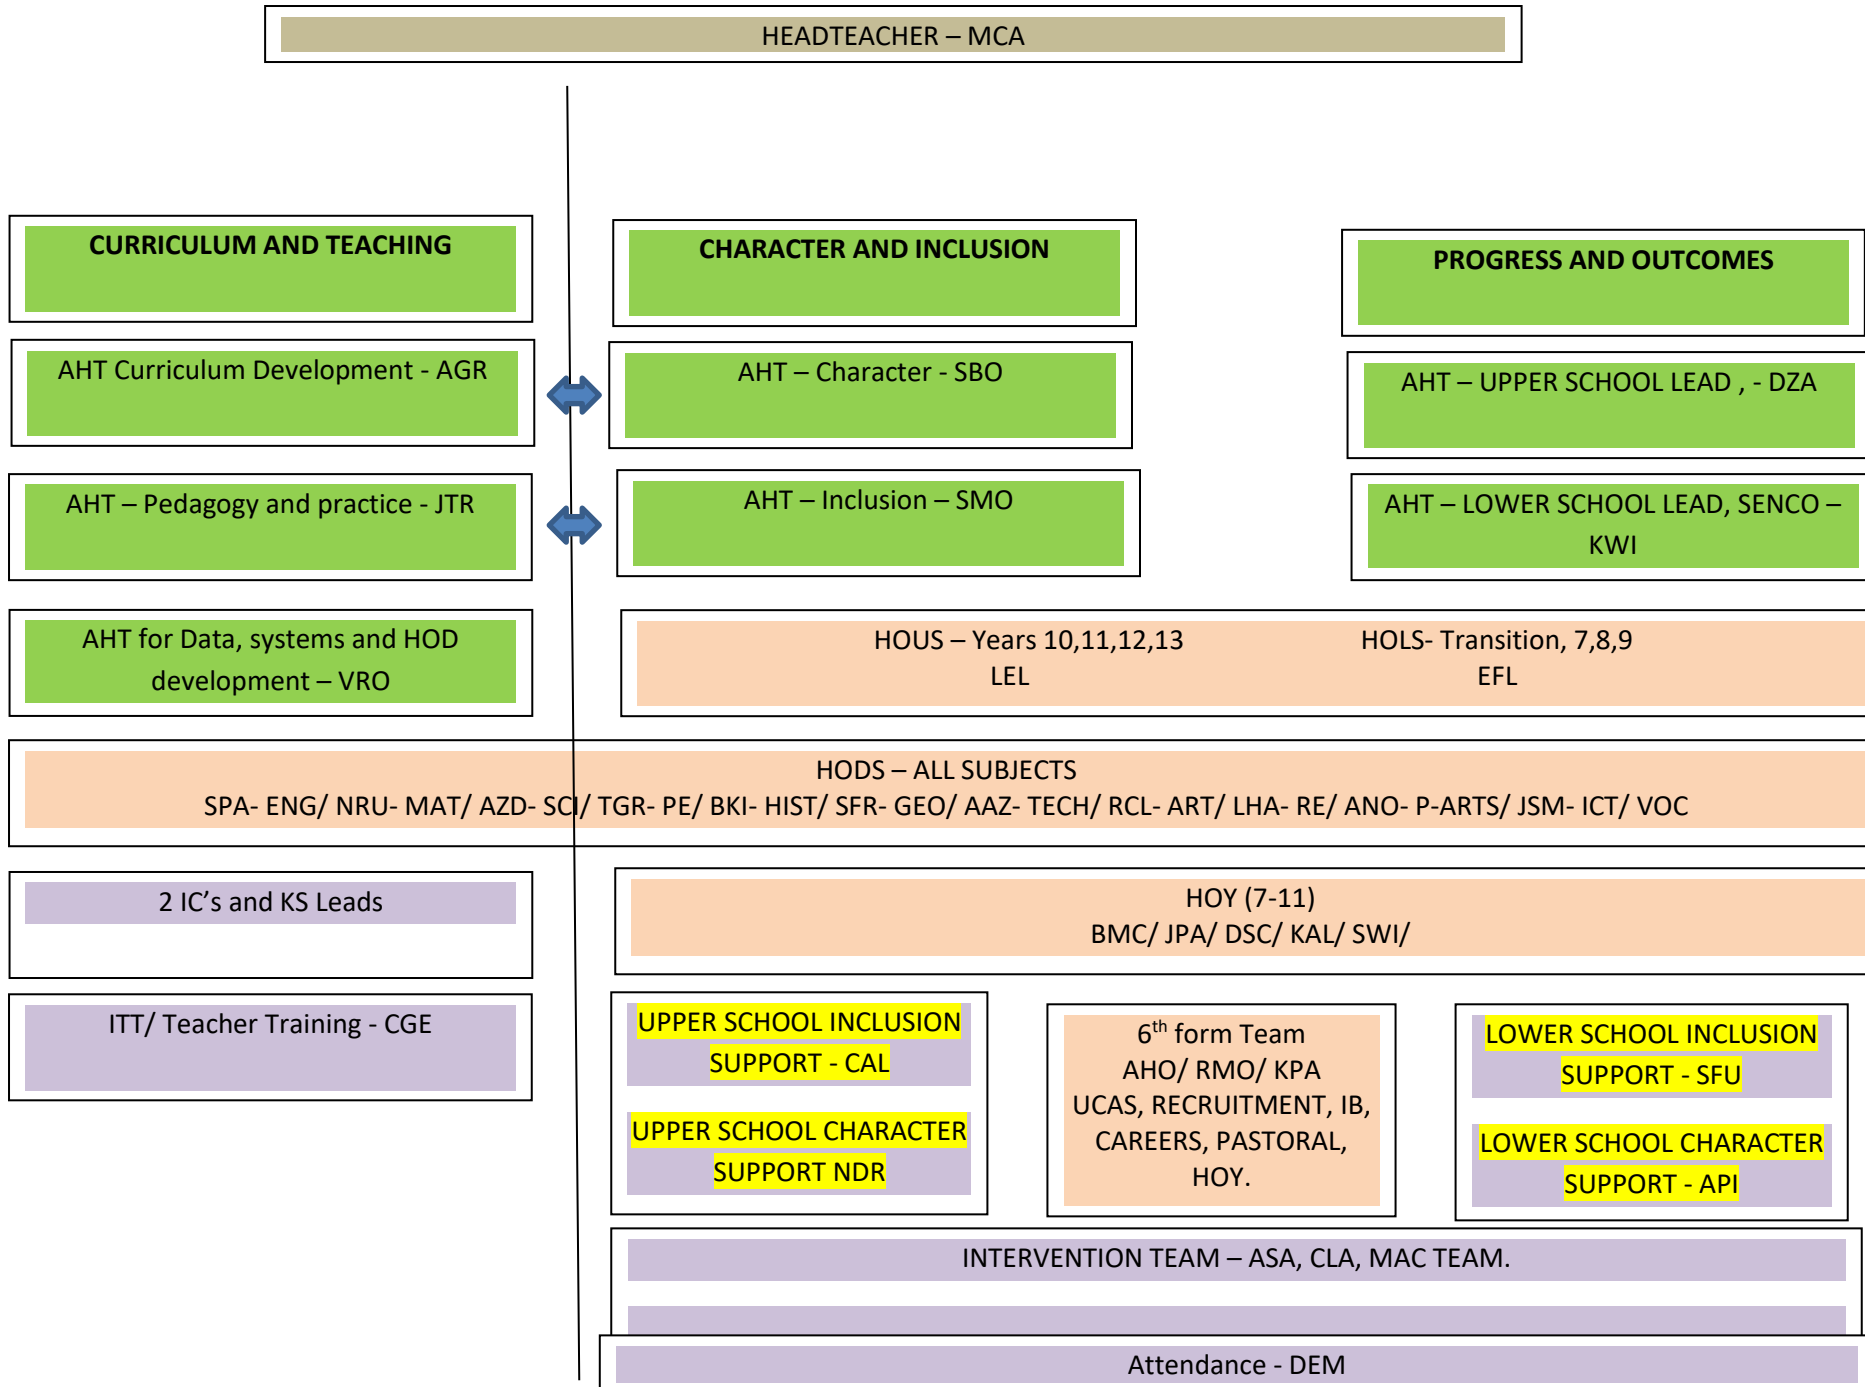 HEADTEACHER – MCA
CURRICULUM AND TEACHING
CHARACTER AND INCLUSION
PROGRESS AND OUTCOMES
AHT Curriculum Development - AGR
AHT – Character - SBO
AHT – UPPER SCHOOL LEAD , - DZA
AHT – Pedagogy and practice - JTR
AHT – Inclusion – SMO
AHT – LOWER SCHOOL LEAD, SENCO –
KWI
AHT for Data, systems and HOD
development – VRO
HOUS – Years 10,11,12,13
LEL
HOLS- Transition, 7,8,9
EFL
HODS – ALL SUBJECTS
SPA- ENG/ NRU- MAT/ AZD- SCI/ TGR- PE/ BKI- HIST/ SFR- GEO/ AAZ- TECH/ RCL- ART/ LHA- RE/ ANO- P-ARTS/ JSM- ICT/ VOC
2 IC’s and KS Leads
HOY (7-11)
BMC/ JPA/ DSC/ KAL/ SWI/
ITT/ Teacher Training - CGE
UPPER SCHOOL INCLUSION
SUPPORT - CAL
UPPER SCHOOL CHARACTER
SUPPORT NDR
6th form Team
AHO/ RMO/ KPA
UCAS, RECRUITMENT, IB,
CAREERS, PASTORAL,
HOY.
LOWER SCHOOL INCLUSION
SUPPORT - SFU
LOWER SCHOOL CHARACTER
SUPPORT - API
INTERVENTION TEAM – ASA, CLA, MAC TEAM.
Attendance - DEM